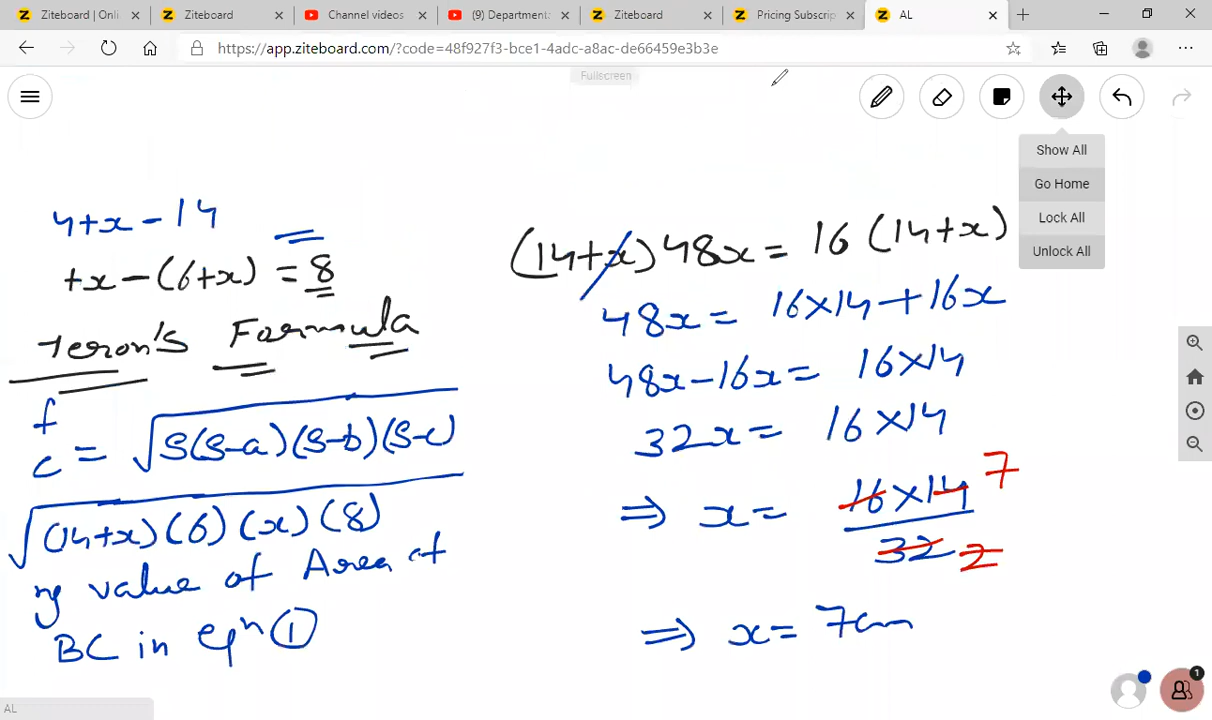 Ziteboard | Onli
Ziteboard
Channel videos
(9) Department
Ziteboard
Pricing Subscrip
AL
https://app.ziteboard.com/?code=48f927f3-bce1-4adc-a8ac-de66459e3b3e
Fullscreen
Show All
Go Home
Lock All
Unlock All
4+x-14
+x-(6+x) = 8
Heron's Formula
= √S(S-a)(S-b)(S-c)
√(14+x)(6)(x)(8)
ng value of Area of
BC in eqn (1)
(14+x) 48x = 16 (14+x)
48x = 16×14+16x
48x-16x = 16×14
32x = 16×14
⇒ x = 16×14 7
32 2
⇒ x = 7cm
AL
1